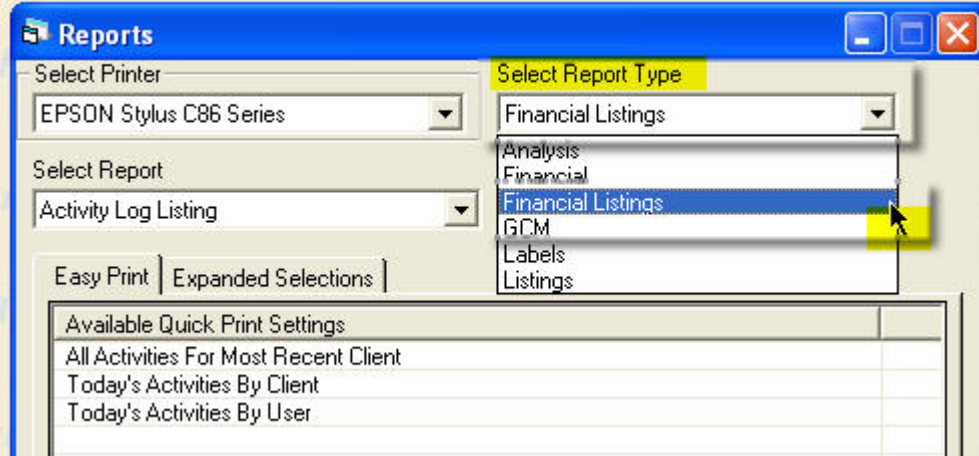 Reports
Select Printer
Select Report Type
EPSON Stylus C86 Series
Financial Listings
Analysis
Financial
Financial Listings
GCM
Labels
Listings
Select Report
Activity Log Listing
Easy Print
Expanded Selections
Available Quick Print Settings
All Activities For Most Recent Client
Today's Activities By Client
Today's Activities By User